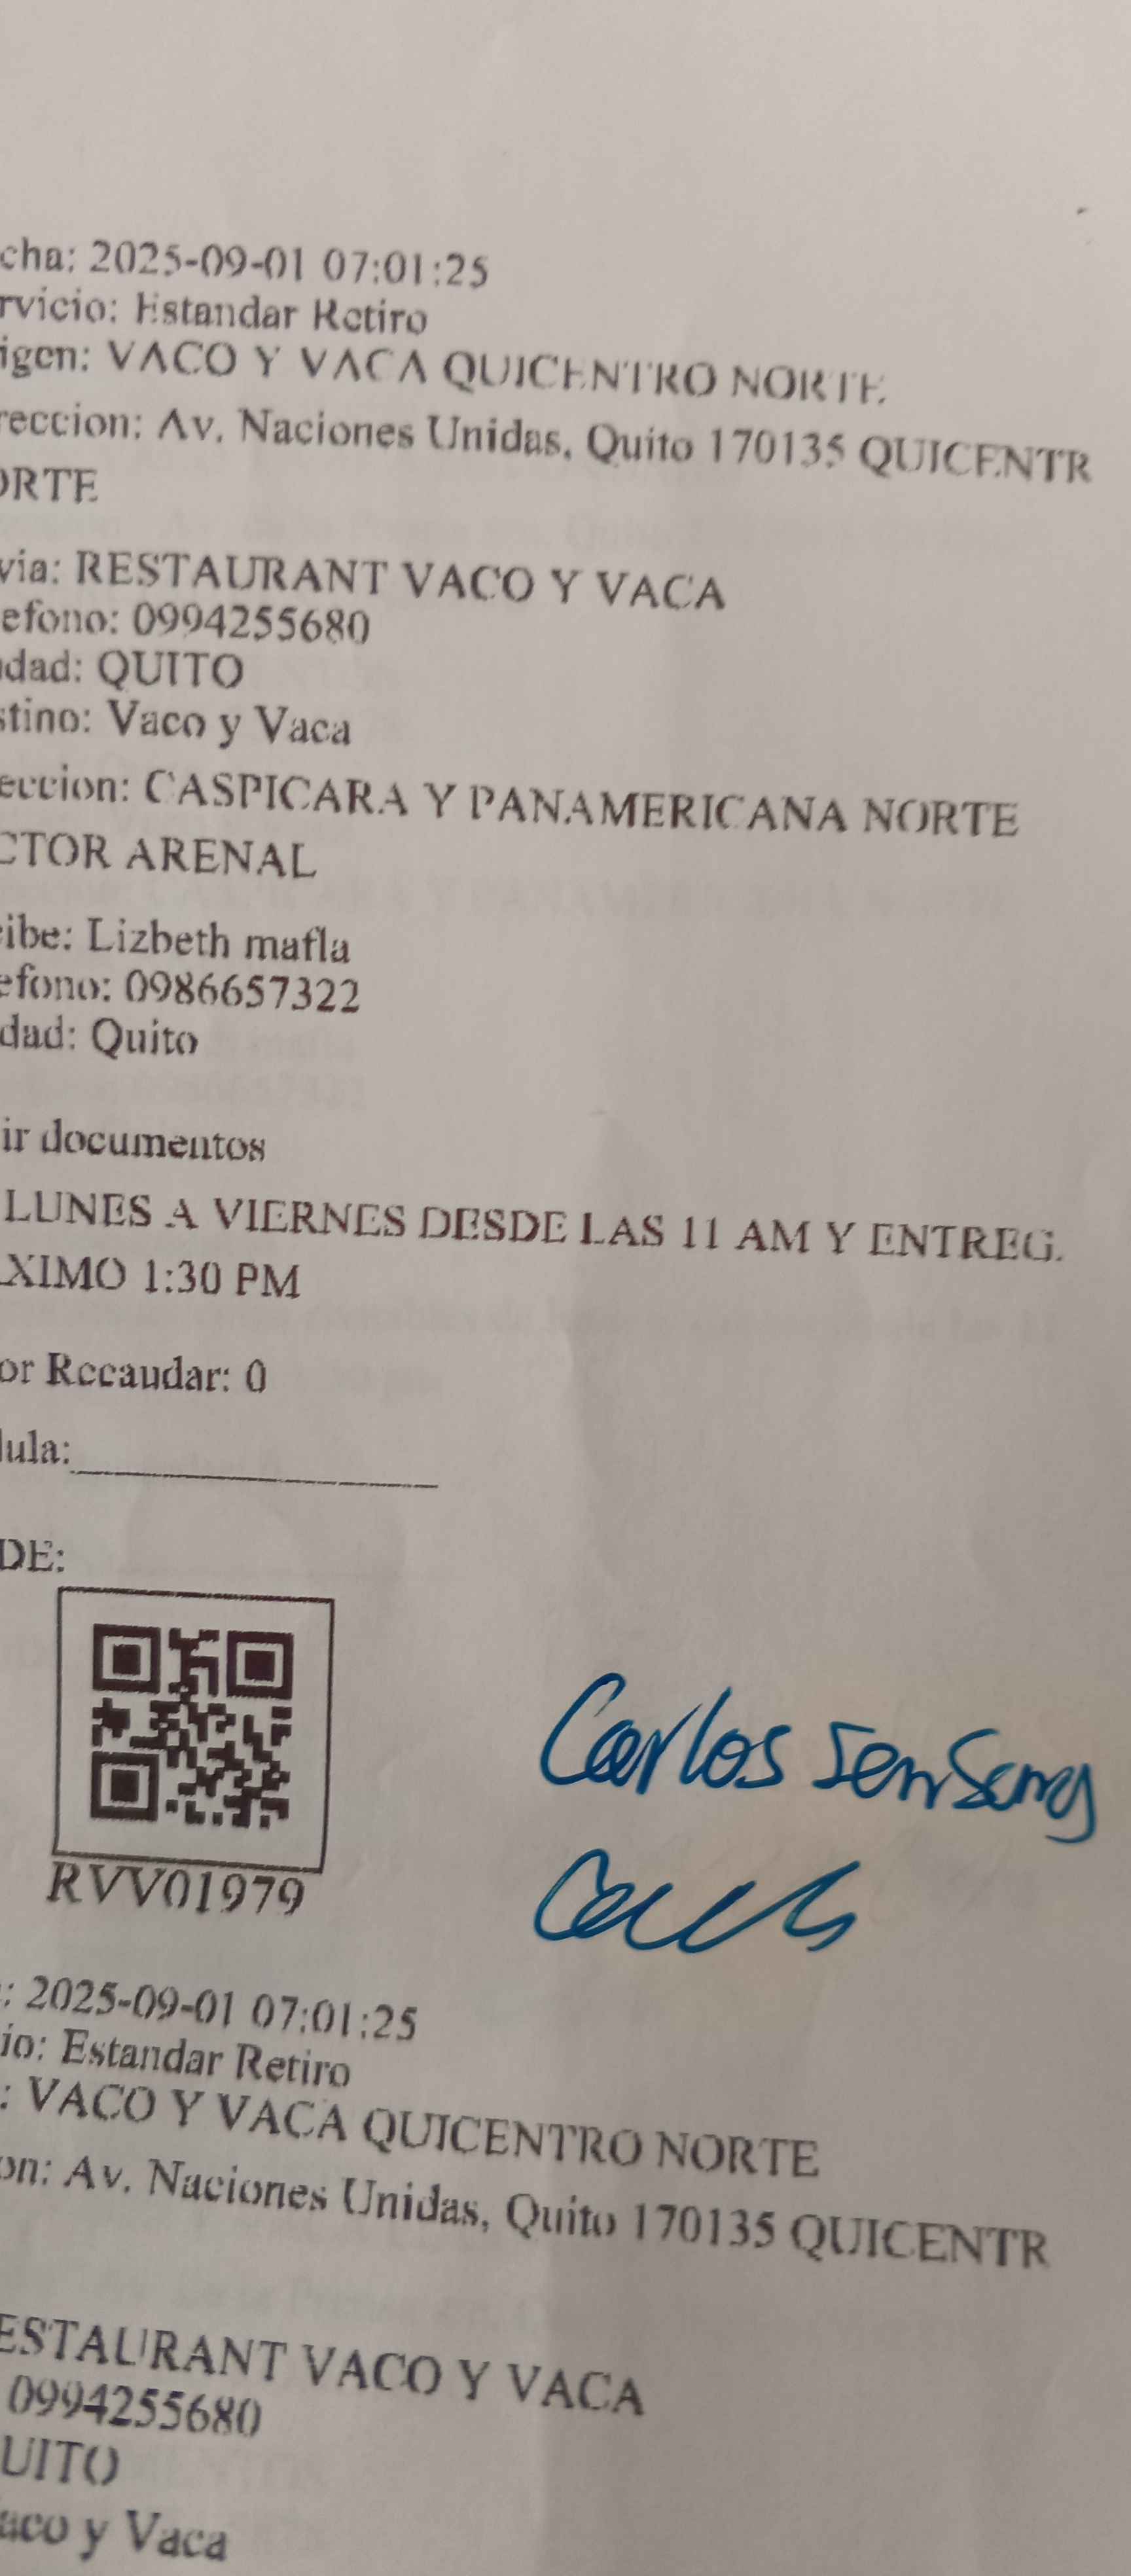 cha: 2025-09-01 07:01:25
rvicio: Estandar Retiro
igen: VACO Y VACA QUICENTRO NORTE
reccion: Av. Naciones Unidas, Quito 170135 QUICENTR
ORTE
via: RESTAURANT VACO Y VACA
efono: 0994255680
dad: QUITO
stino: Vaco y Vaca
eccion: CASPICARA Y PANAMERICANA NORTE
CTOR ARENAL
ibe: Lizbeth mafla
efono: 0986657322
dad: Quito
ir documentos
LUNES A VIERNES DESDE LAS 11 AM Y ENTREG.
XIMO 1:30 PM
or Recaudar: 0
lula:
DE:
Carlos
RVV01979
: 2025-09-01 07:01:25
io: Estandar Retiro
: VACO Y VACA QUICENTRO NORTE
on: Av. Naciones Unidas, Quito 170135 QUICENTR
ESTAURANT VACO Y VACA
0994255680
UITO
aco y Vaca